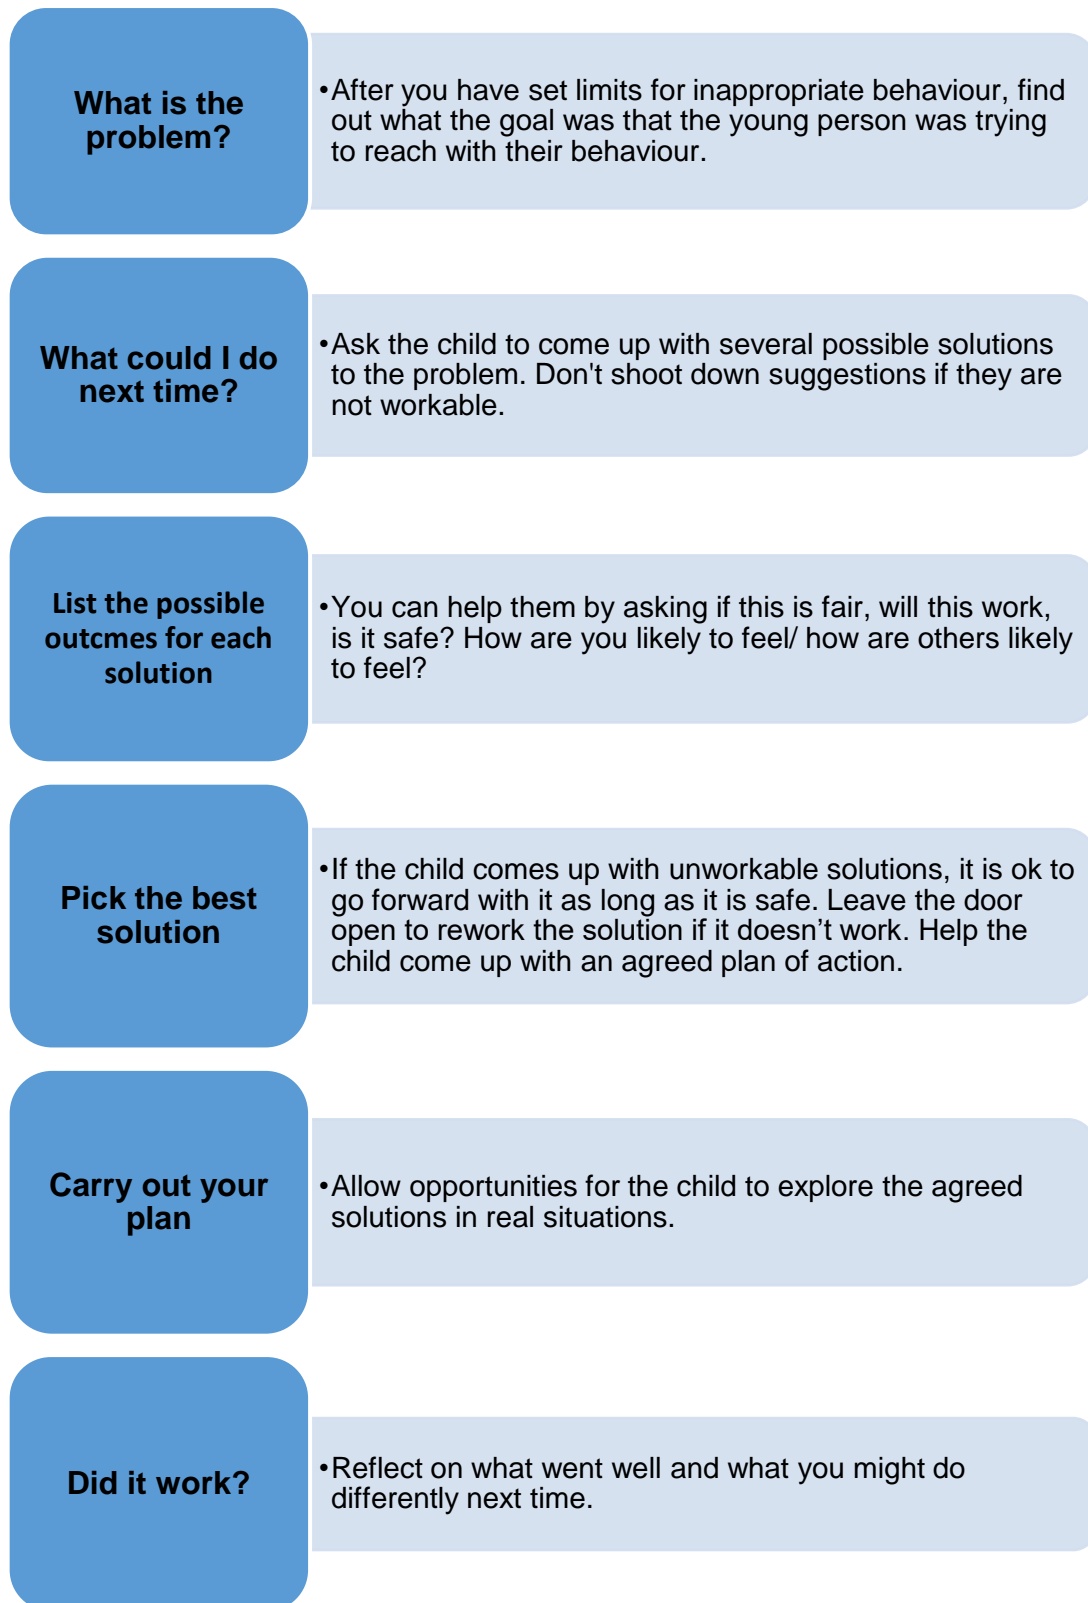 What is the
problem?
•After you have set limits for inappropriate behaviour, find
out what the goal was that the young person was trying
to reach with their behaviour.
What could I do
next time?
•Ask the child to come up with several possible solutions
to the problem. Don't shoot down suggestions if they are
not workable.
List the possible
outcmes for each
solution
•You can help them by asking if this is fair, will this work,
is it safe? How are you likely to feel/ how are others likely
to feel?
Pick the best
solution
•If the child comes up with unworkable solutions, it is ok to
go forward with it as long as it is safe. Leave the door
open to rework the solution if it doesn’t work. Help the
child come up with an agreed plan of action.
Carry out your
plan
•Allow opportunities for the child to explore the agreed
solutions in real situations.
Did it work?
•Reflect on what went well and what you might do
differently next time.